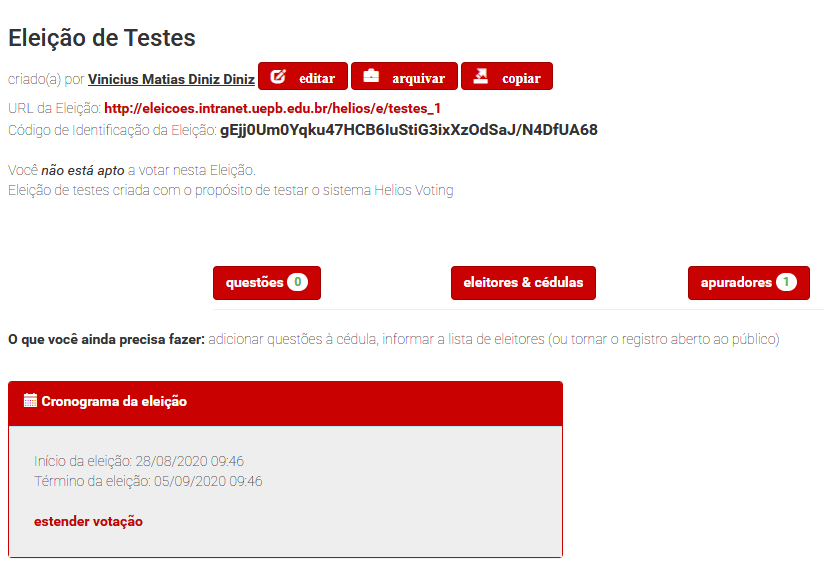 Eleição de Testes
criado(a) por Vinicius Matias Diniz Diniz editar arquivar copiar
URL da Eleição: http://eleicoes.intranet.uepb.edu.br/helios/e/testes_1
Código de Identificação da Eleição: gEjj0Um0Yqku47HCB6IuStiG3ixXzOdSaJ/N4DfUA68
Você não está apto a votar nesta Eleição.
Eleição de testes criada com o propósito de testar o sistema Helios Voting
questões 0 eleitores & cédulas apuradores 1
O que você ainda precisa fazer: adicionar questões à cédula, informar a lista de eleitores (ou tornar o registro aberto ao público)
Cronograma da eleição
Início da eleição: 28/08/2020 09:46
Término da eleição: 05/09/2020 09:46
estender votação